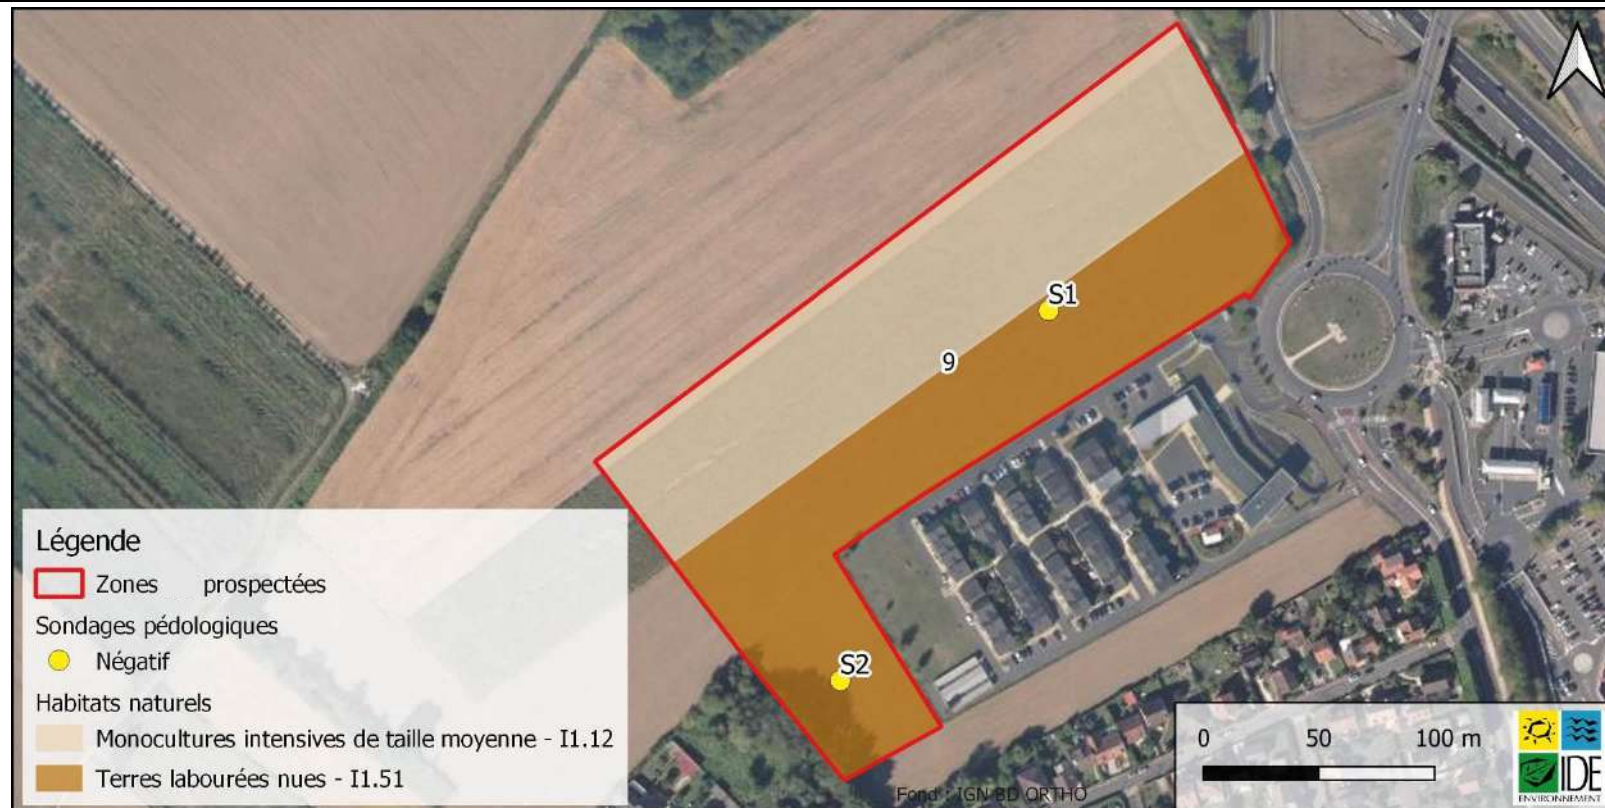 S1
9
S2
Légende
Zones prospectées
Sondages pédologiques
Négatif
Habitats naturels
Monocultures intensives de taille moyenne - I1.12
Terres labourées nues - I1.51
0 50 100 m
Fond : IGN BD ORTHO
IDE
ENVIRONNEMENT